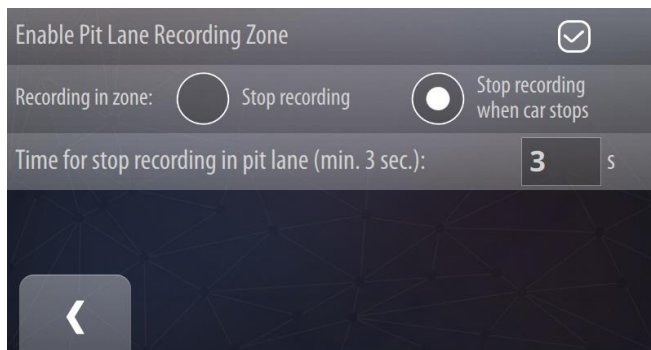 Enable Pit Lane Recording Zone
Recording in zone: Stop recording Stop recording
when car stops
Time for stop recording in pit lane (min. 3 sec.): 3 s